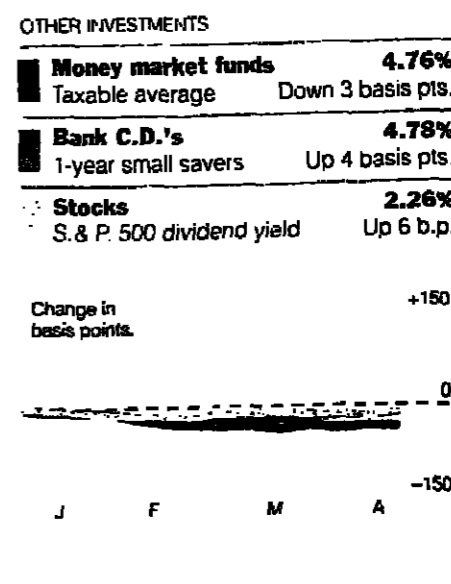 OTHER INVESTMENTS
Money market funds 4.76%
Taxable average Down 3 basis pts.
Bank C.D.'s 4.78%
1-year small savers Up 4 basis pts.
Stocks 2.26%
S. & P. 500 dividend yield Up 6 b.p.
Change in +150
basis points.
0
−150
J F M A